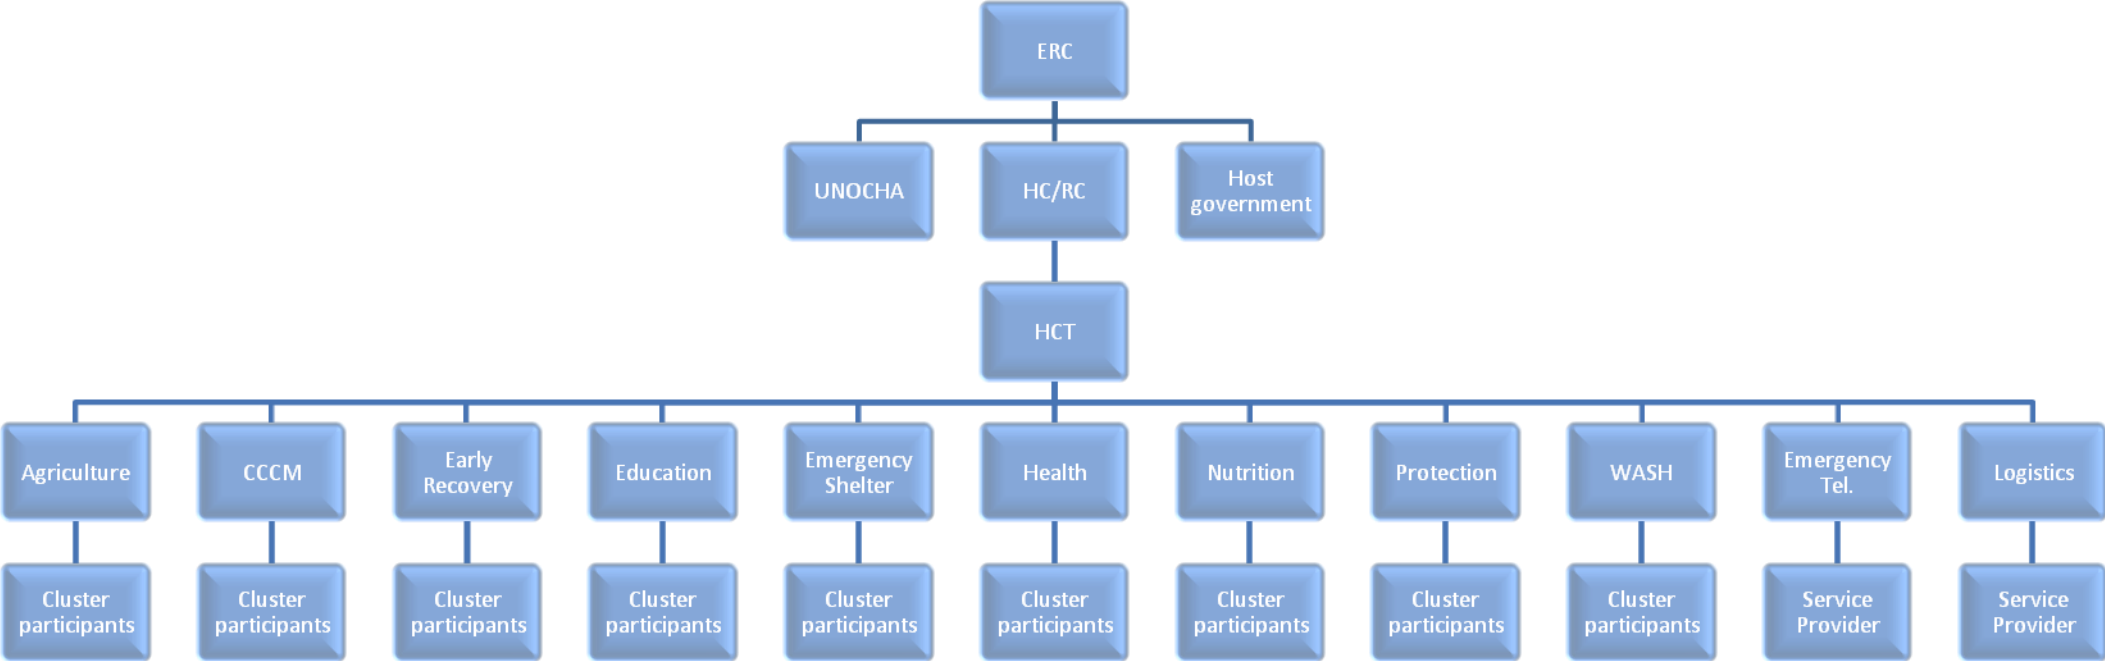 ERC
UNOCHA
HC/RC
Host
government
HCT
Agriculture
CCCM
Early
Recovery
Education
Emergency
Shelter
Health
Nutrition
Protection
WASH
Emergency
Tel.
Logistics
Cluster
participants
Cluster
participants
Cluster
participants
Cluster
participants
Cluster
participants
Cluster
participants
Cluster
participants
Cluster
participants
Cluster
participants
Service
Provider
Service
Provider